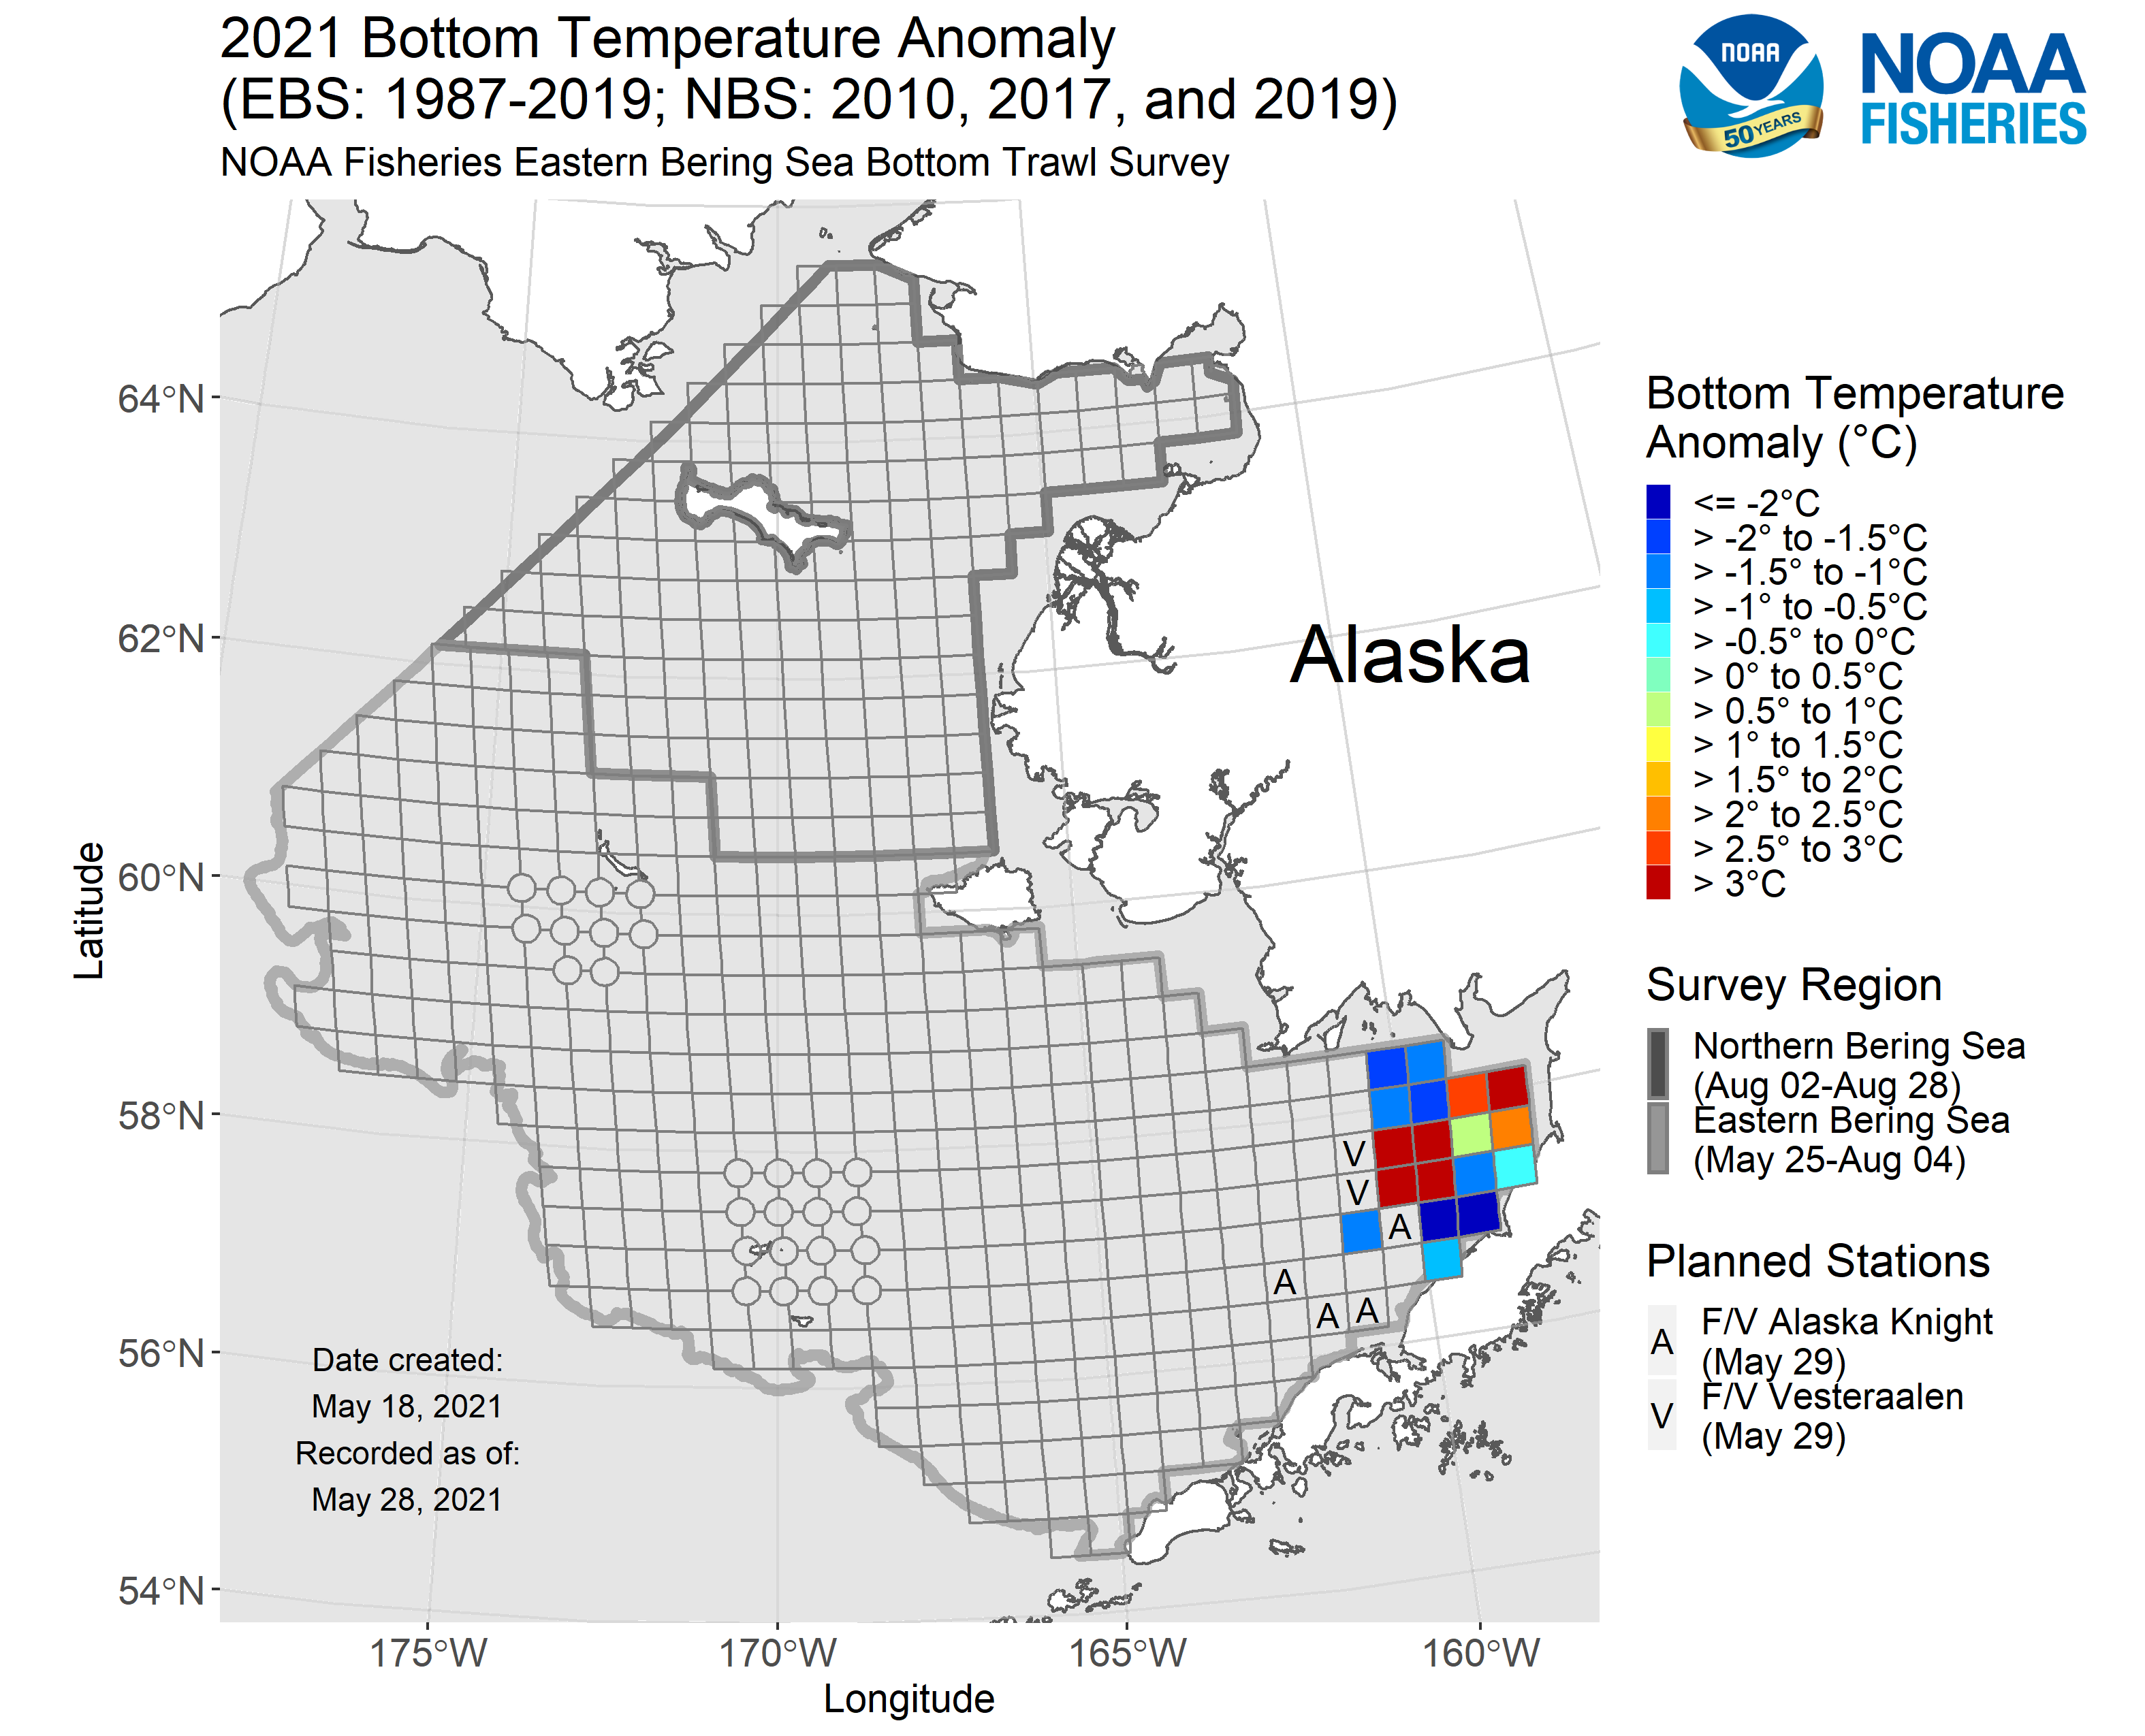 2021 Bottom Temperature Anomaly
(EBS: 1987-2019; NBS: 2010, 2017, and 2019)
NOAA Fisheries Eastern Bering Sea Bottom Trawl Survey
NOAA
50 YEARS
NOAA
FISHERIES
64°N
62°N
60°N
58°N
56°N
54°N
Latitude
175°W
170°W
165°W
160°W
Longitude
Alaska
V
V
A
A
A
A
Date created:
May 18, 2021
Recorded as of:
May 28, 2021
Bottom Temperature
Anomaly (°C)
<= -2°C
> -2° to -1.5°C
> -1.5° to -1°C
> -1° to -0.5°C
> -0.5° to 0°C
> 0° to 0.5°C
> 0.5° to 1°C
> 1° to 1.5°C
> 1.5° to 2°C
> 2° to 2.5°C
> 2.5° to 3°C
> 3°C
Survey Region
Northern Bering Sea
(Aug 02-Aug 28)
Eastern Bering Sea
(May 25-Aug 04)
Planned Stations
A F/V Alaska Knight
(May 29)
V F/V Vesteraalen
(May 29)